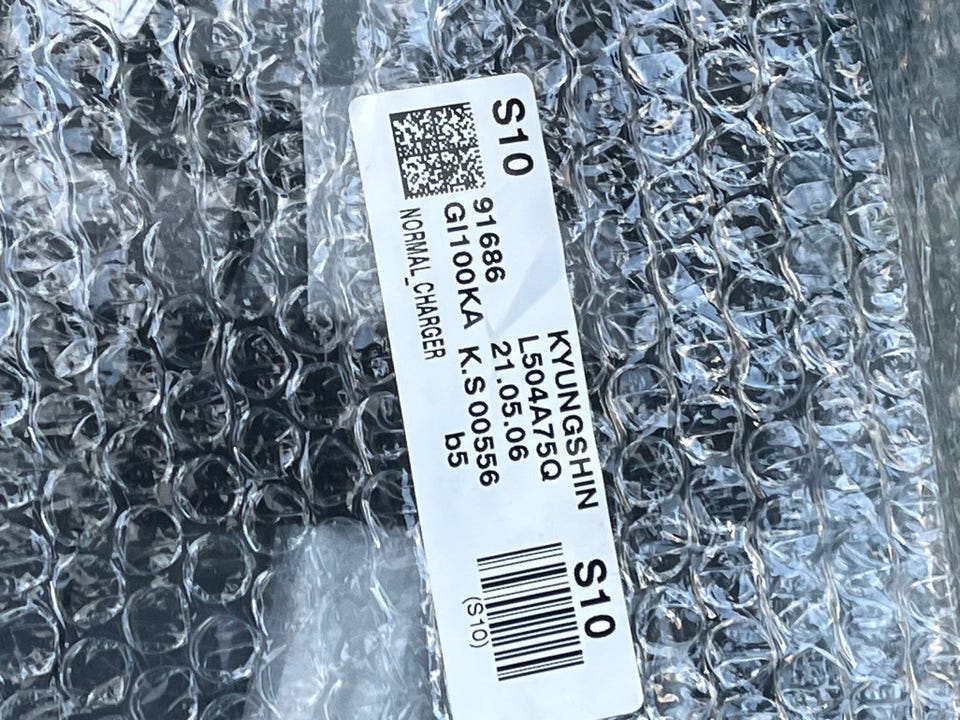 S10
KYUNGSHIN
L504A75Q
S10
91686
21.05.06
GI100KA K.S 00556
NORMAL_CHARGER
b5
(S10)